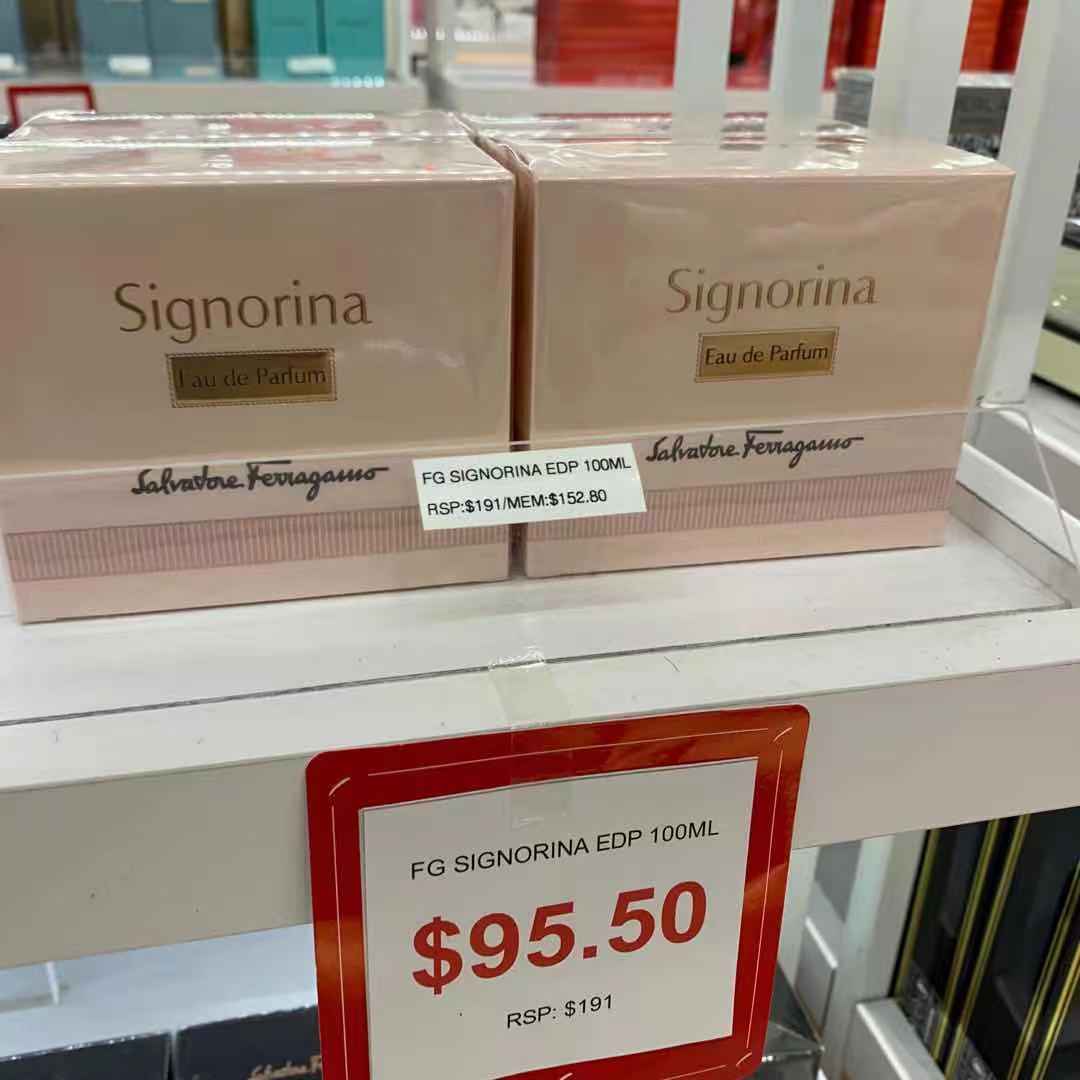 Signorina
Eau de Parfum
Salvatore Ferragamo
Signorina
Eau de Parfum
Salvatore Ferragamo
FG SIGNORINA EDP 100ML
RSP:$191/MEM:$152.80
FG SIGNORINA EDP 100ML
$95.50
RSP: $191
Salvatore